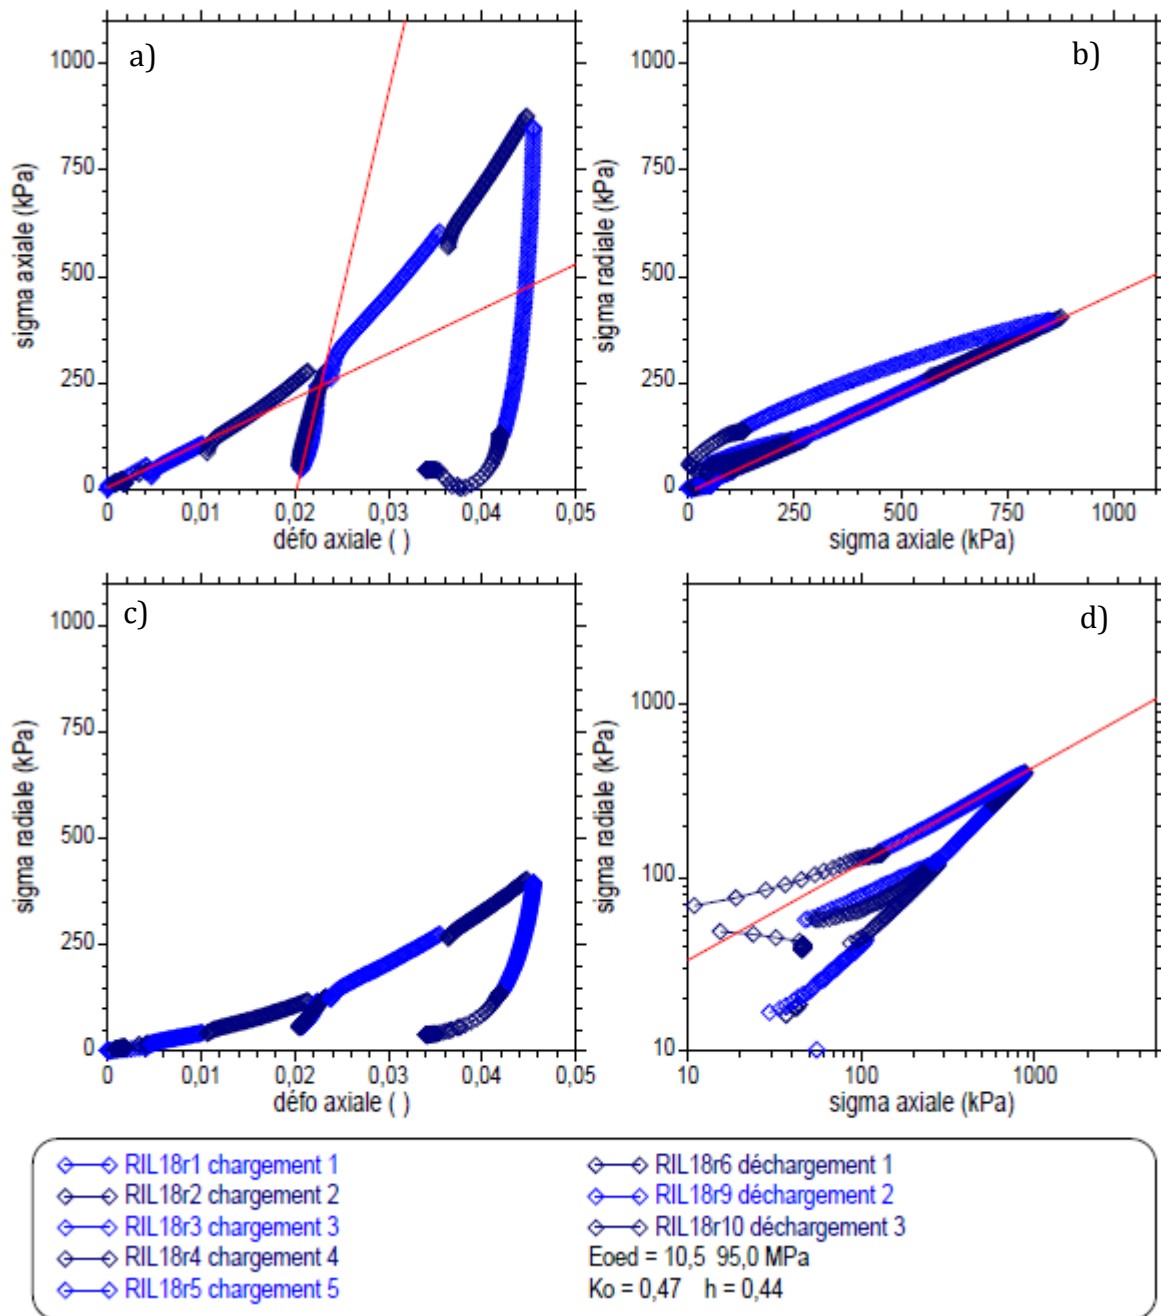 a)
1000
750
500
250
0
sigma axiale (kPa)
0
0,01
0,02
0,03
0,04
0,05
défo axiale ( )
b)
1000
750
500
250
0
sigma radiale (kPa)
0
250
500
750
1000
sigma axiale (kPa)
c)
1000
750
500
250
0
sigma radiale (kPa)
0
0,01
0,02
0,03
0,04
0,05
défo axiale ( )
d)
1000
100
10
sigma radiale (kPa)
10
100
1000
sigma axiale (kPa)
RIL18r1 chargement 1
RIL18r2 chargement 2
RIL18r3 chargement 3
RIL18r4 chargement 4
RIL18r5 chargement 5
RIL18r6 déchargement 1
RIL18r9 déchargement 2
RIL18r10 déchargement 3
Eoed = 10,5 95,0 MPa
Ko = 0,47 h = 0,44